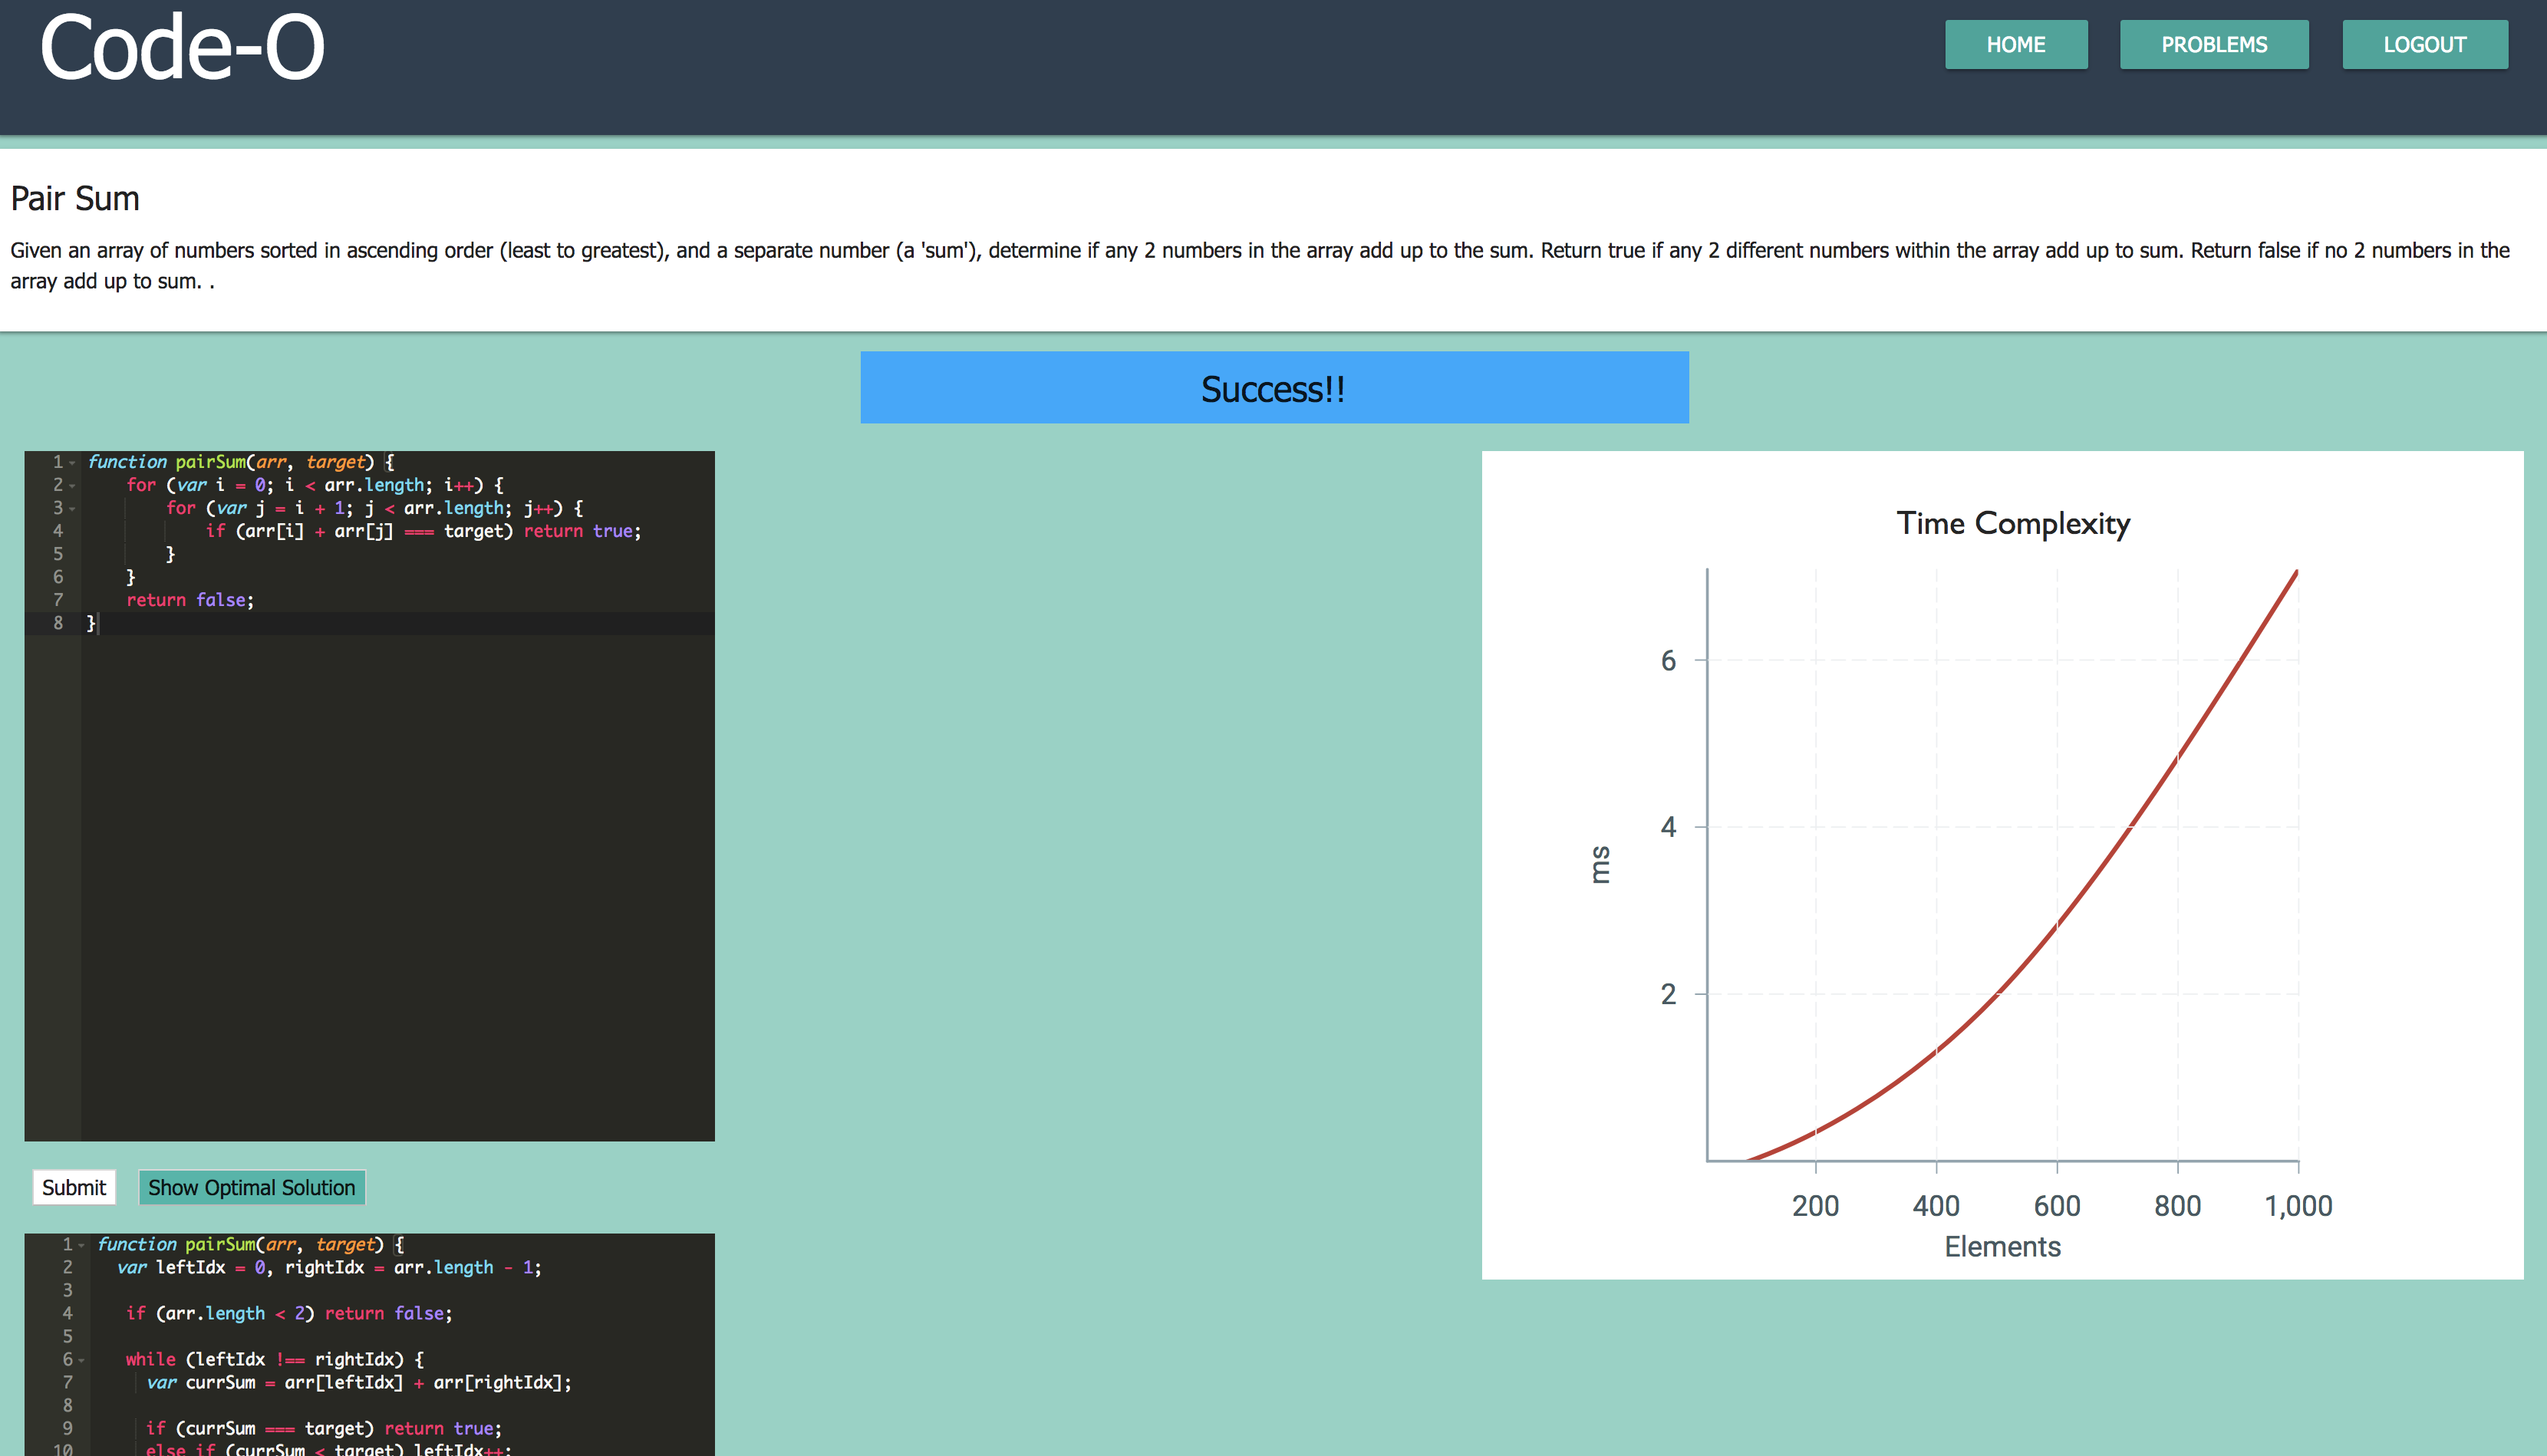 Code-O
HOME PROBLEMS LOGOUT
Pair Sum
Given an array of numbers sorted in ascending order (least to greatest), and a separate number (a 'sum'), determine if any 2 numbers in the array add up to the sum. Return true if any 2 different numbers within the array add up to sum. Return false if no 2 numbers in the
array add up to sum. .
Success!!
1 function pairSum(arr, target) {
2 for (var i = 0; i < arr.length; i++) {
3 for (var j = i + 1; j < arr.length; j++) {
4 if (arr[i] + arr[j] === target) return true;
5 }
6 }
7 return false;
8 }
Time Complexity
6
4
2
ms
200 400 600 800 1,000
Elements
Submit Show Optimal Solution
1 function pairSum(arr, target) {
2 var leftIdx = 0, rightIdx = arr.length - 1;
3
4 if (arr.length < 2) return false;
5
6 while (leftIdx !== rightIdx) {
7 var currSum = arr[leftIdx] + arr[rightIdx];
8
9 if (currSum === target) return true;
10 else if (currSum < target) leftIdx++;